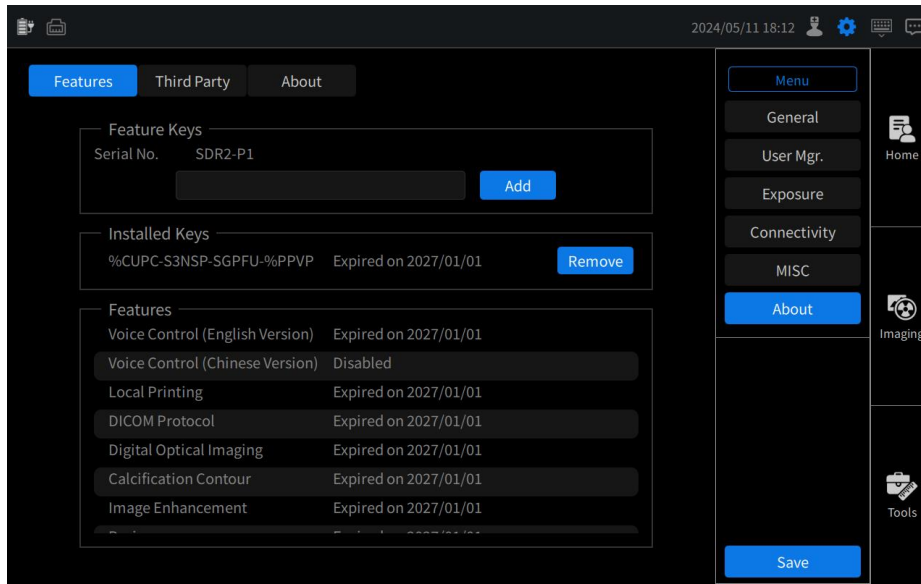 2024/05/11 18:12
Features Third Party About
Feature Keys
Serial No. SDR2-P1
Add
Installed Keys
%CUPC-S3NSP-SGPFU-%PPVP Expired on 2027/01/01 Remove
Features
Voice Control (English Version) Expired on 2027/01/01
Voice Control (Chinese Version) Disabled
Local Printing Expired on 2027/01/01
DICOM Protocol Expired on 2027/01/01
Digital Optical Imaging Expired on 2027/01/01
Calcification Contour Expired on 2027/01/01
Image Enhancement Expired on 2027/01/01
Menu
General
User Mgr.
Exposure
Connectivity
MISC
About
Save
Home
Imaging
Tools